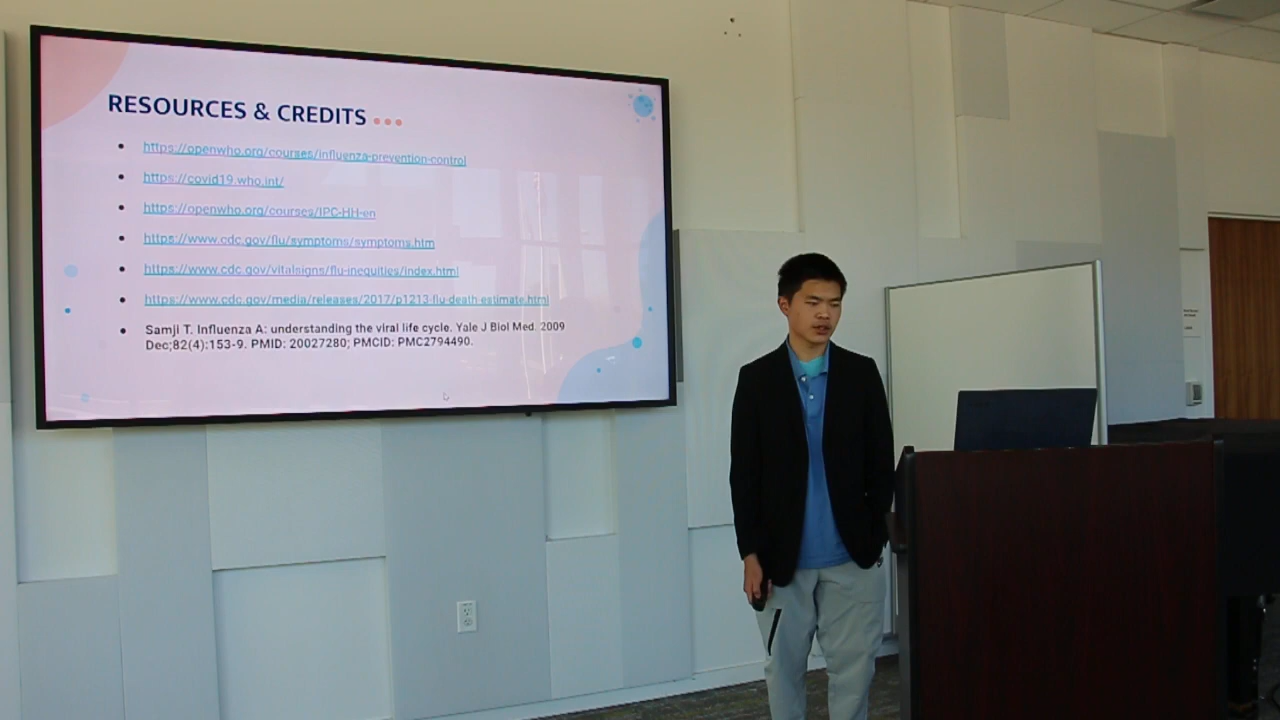 RESOURCES & CREDITS
https://openwho.org/courses/influenza-prevention-control
https://covid19.who.int/
https://openwho.org/courses/IPC-HH-en
https://www.cdc.gov/flu/symptoms/symptoms.htm
https://www.cdc.gov/vitalsigns/flu-inequities/index.html
https://www.cdc.gov/media/releases/2017/p1213-flu-death-estimate.html
Samji T. Influenza A: understanding the viral life cycle. Yale J Biol Med. 2009
Dec;82(4):153-9. PMID: 20027280; PMCID: PMC2794490.